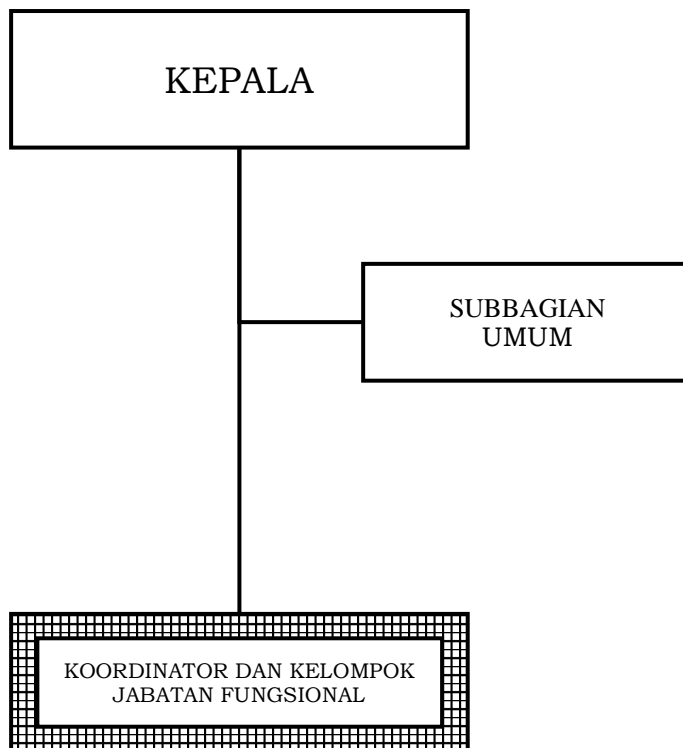 KEPALA
SUBBAGIAN
UMUM
KOORDINATOR DAN KELOMPOK
JABATAN FUNGSIONAL